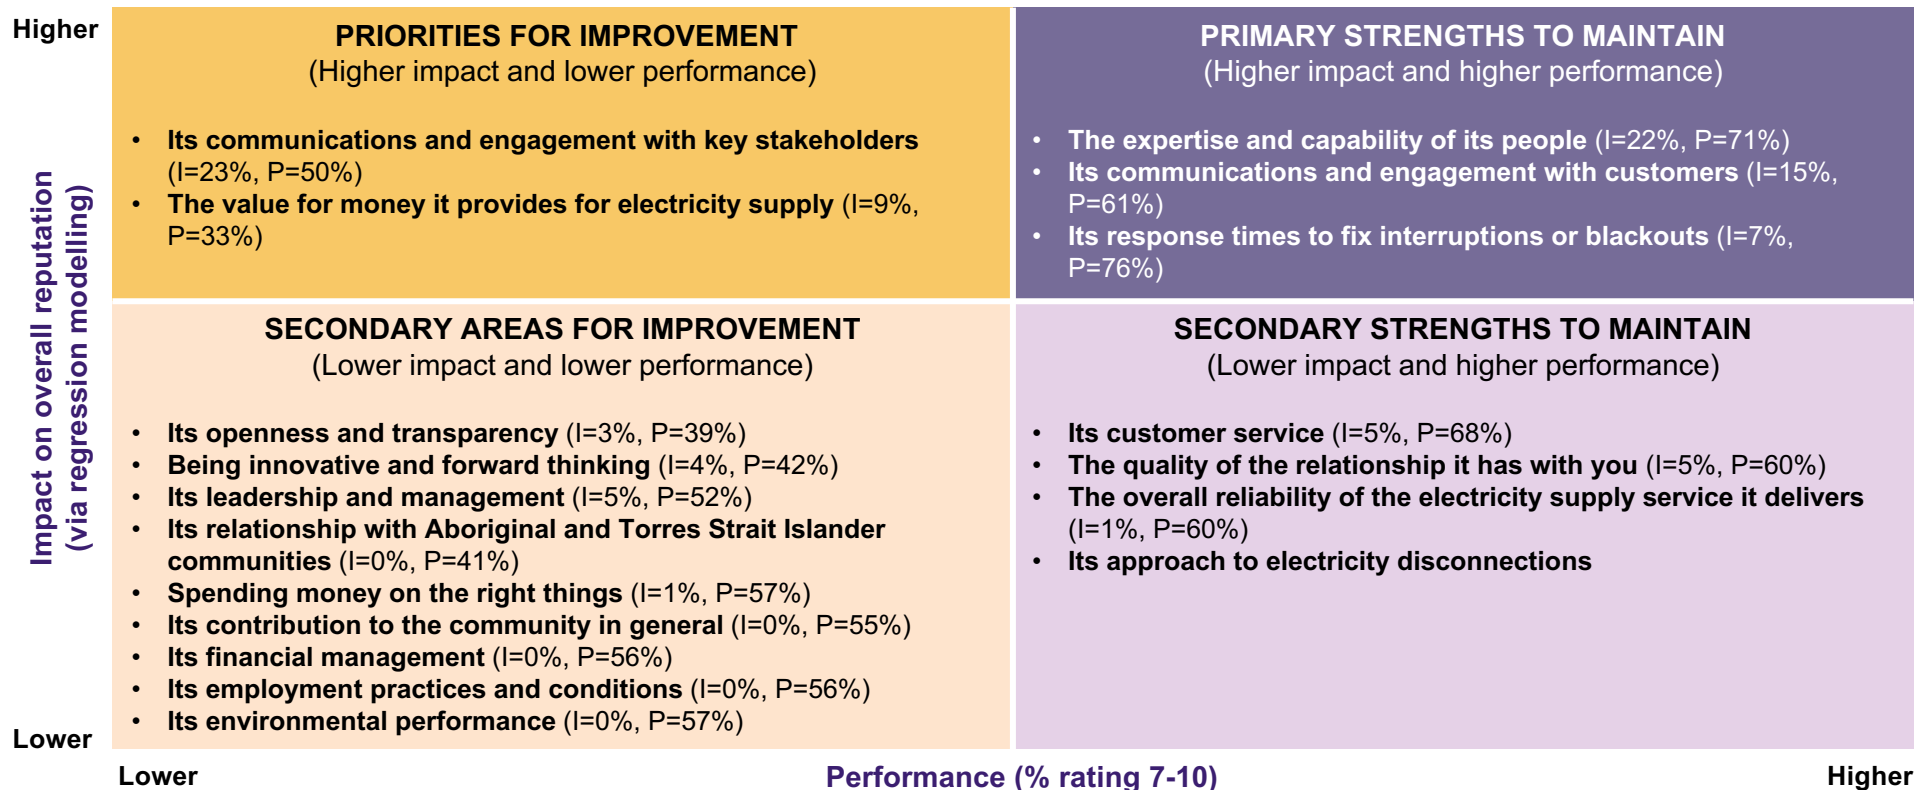 Higher
Impact on overall reputation
(via regression modelling)
PRIORITIES FOR IMPROVEMENT
(Higher impact and lower performance)
• Its communications and engagement with key stakeholders
(I=23%, P=50%)
• The value for money it provides for electricity supply (I=9%,
P=33%)
PRIMARY STRENGTHS TO MAINTAIN
(Higher impact and higher performance)
• The expertise and capability of its people (I=22%, P=71%)
• Its communications and engagement with customers (I=15%,
P=61%)
• Its response times to fix interruptions or blackouts (I=7%,
P=76%)
SECONDARY AREAS FOR IMPROVEMENT
(Lower impact and lower performance)
• Its openness and transparency (I=3%, P=39%)
• Being innovative and forward thinking (I=4%, P=42%)
• Its leadership and management (I=5%, P=52%)
• Its relationship with Aboriginal and Torres Strait Islander
communities (I=0%, P=41%)
• Spending money on the right things (I=1%, P=57%)
• Its contribution to the community in general (I=0%, P=55%)
• Its financial management (I=0%, P=56%)
• Its employment practices and conditions (I=0%, P=56%)
• Its environmental performance (I=0%, P=57%)
SECONDARY STRENGTHS TO MAINTAIN
(Lower impact and higher performance)
• Its customer service (I=5%, P=68%)
• The quality of the relationship it has with you (I=5%, P=60%)
• The overall reliability of the electricity supply service it delivers
(I=1%, P=60%)
• Its approach to electricity disconnections
Lower
Lower
Performance (% rating 7-10)
Higher